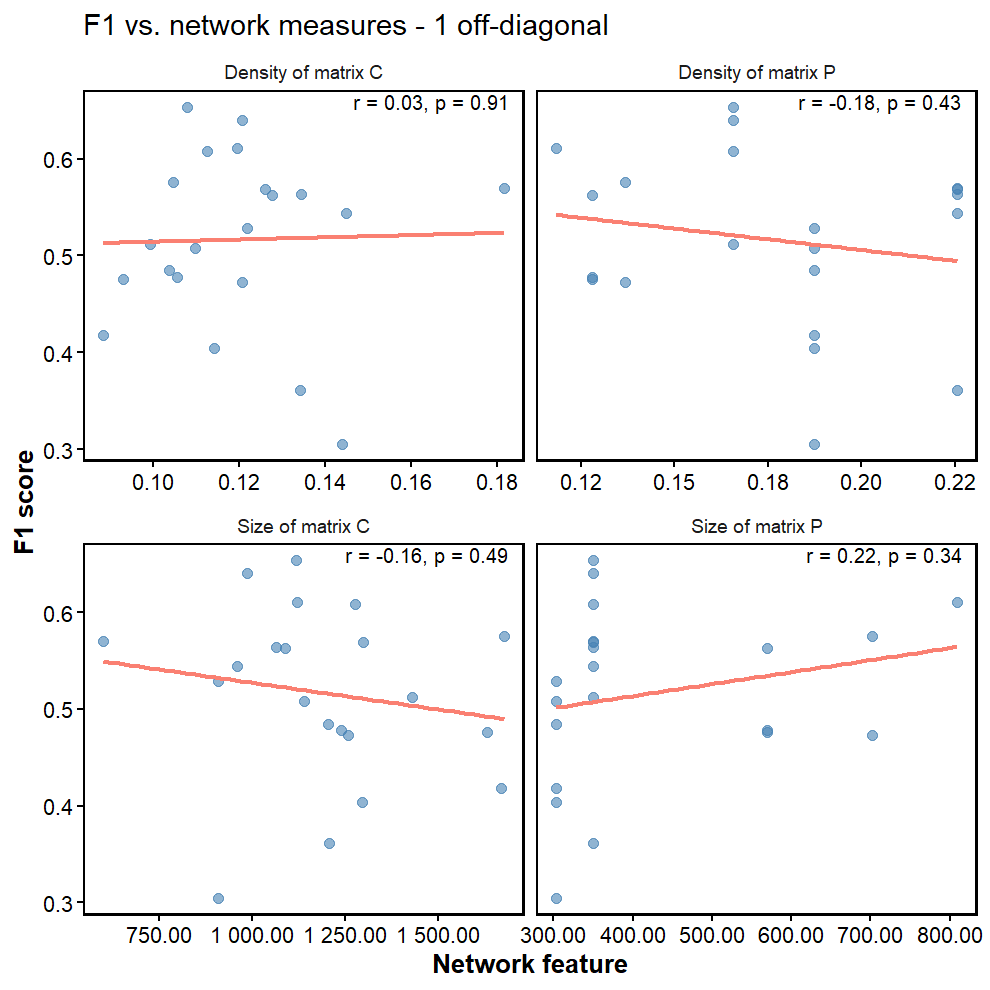 F1 vs. network measures - 1 off-diagonal
Density of matrix C
Density of matrix P
r = 0.03, p = 0.91
r = -0.18, p = 0.43
0.6
0.5
0.4
0.3
0.10 0.12 0.14 0.16 0.18
0.12 0.15 0.18 0.20 0.22
F1 score
Size of matrix C
Size of matrix P
r = -0.16, p = 0.49
r = 0.22, p = 0.34
0.6
0.5
0.4
0.3
750.00 1 000.00 1 250.00 1 500.00
300.00 400.00 500.00 600.00 700.00 800.00
Network feature